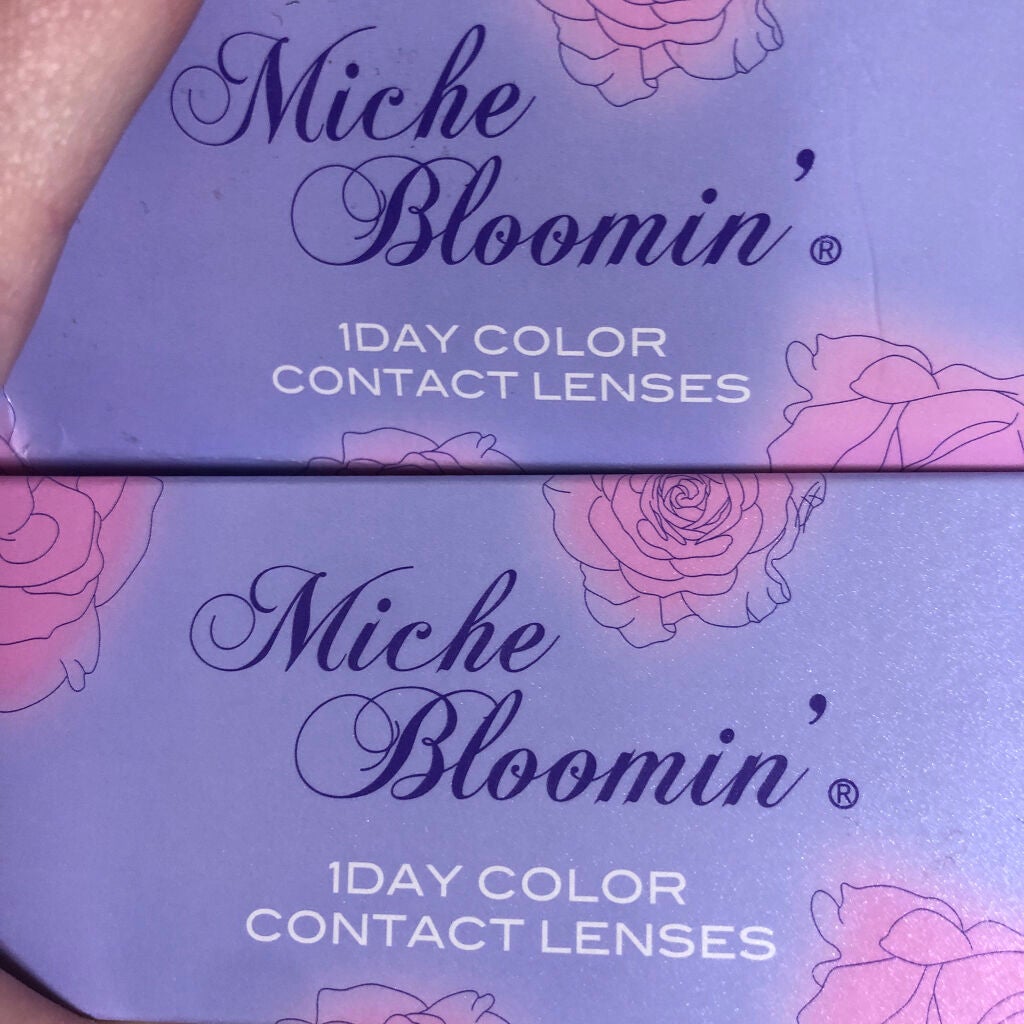 Miche
Bloomin'®
1DAY COLOR
CONTACT LENSES
Miche
Bloomin'®
1DAY COLOR
CONTACT LENSES